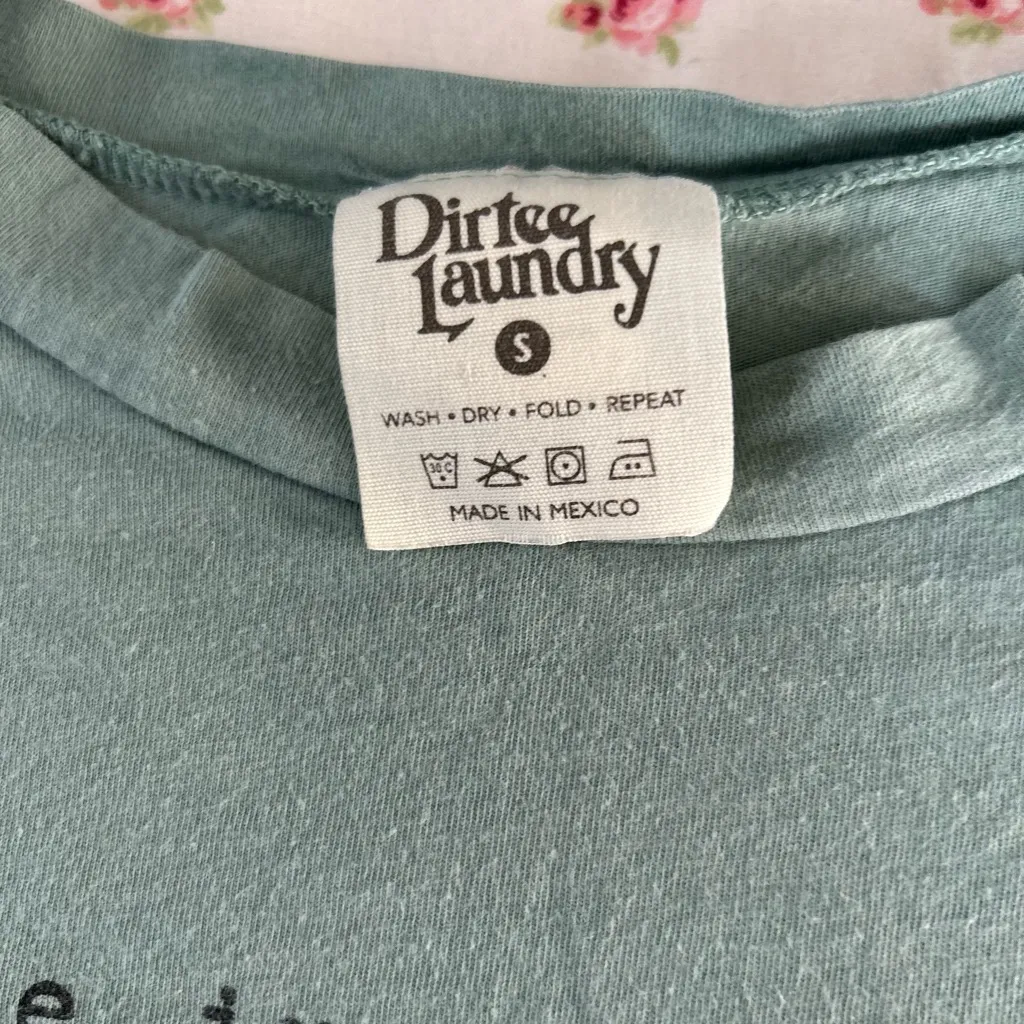 Dirtee
Laundry
S
WASH • DRY • FOLD • REPEAT
30 C
MADE IN MEXICO